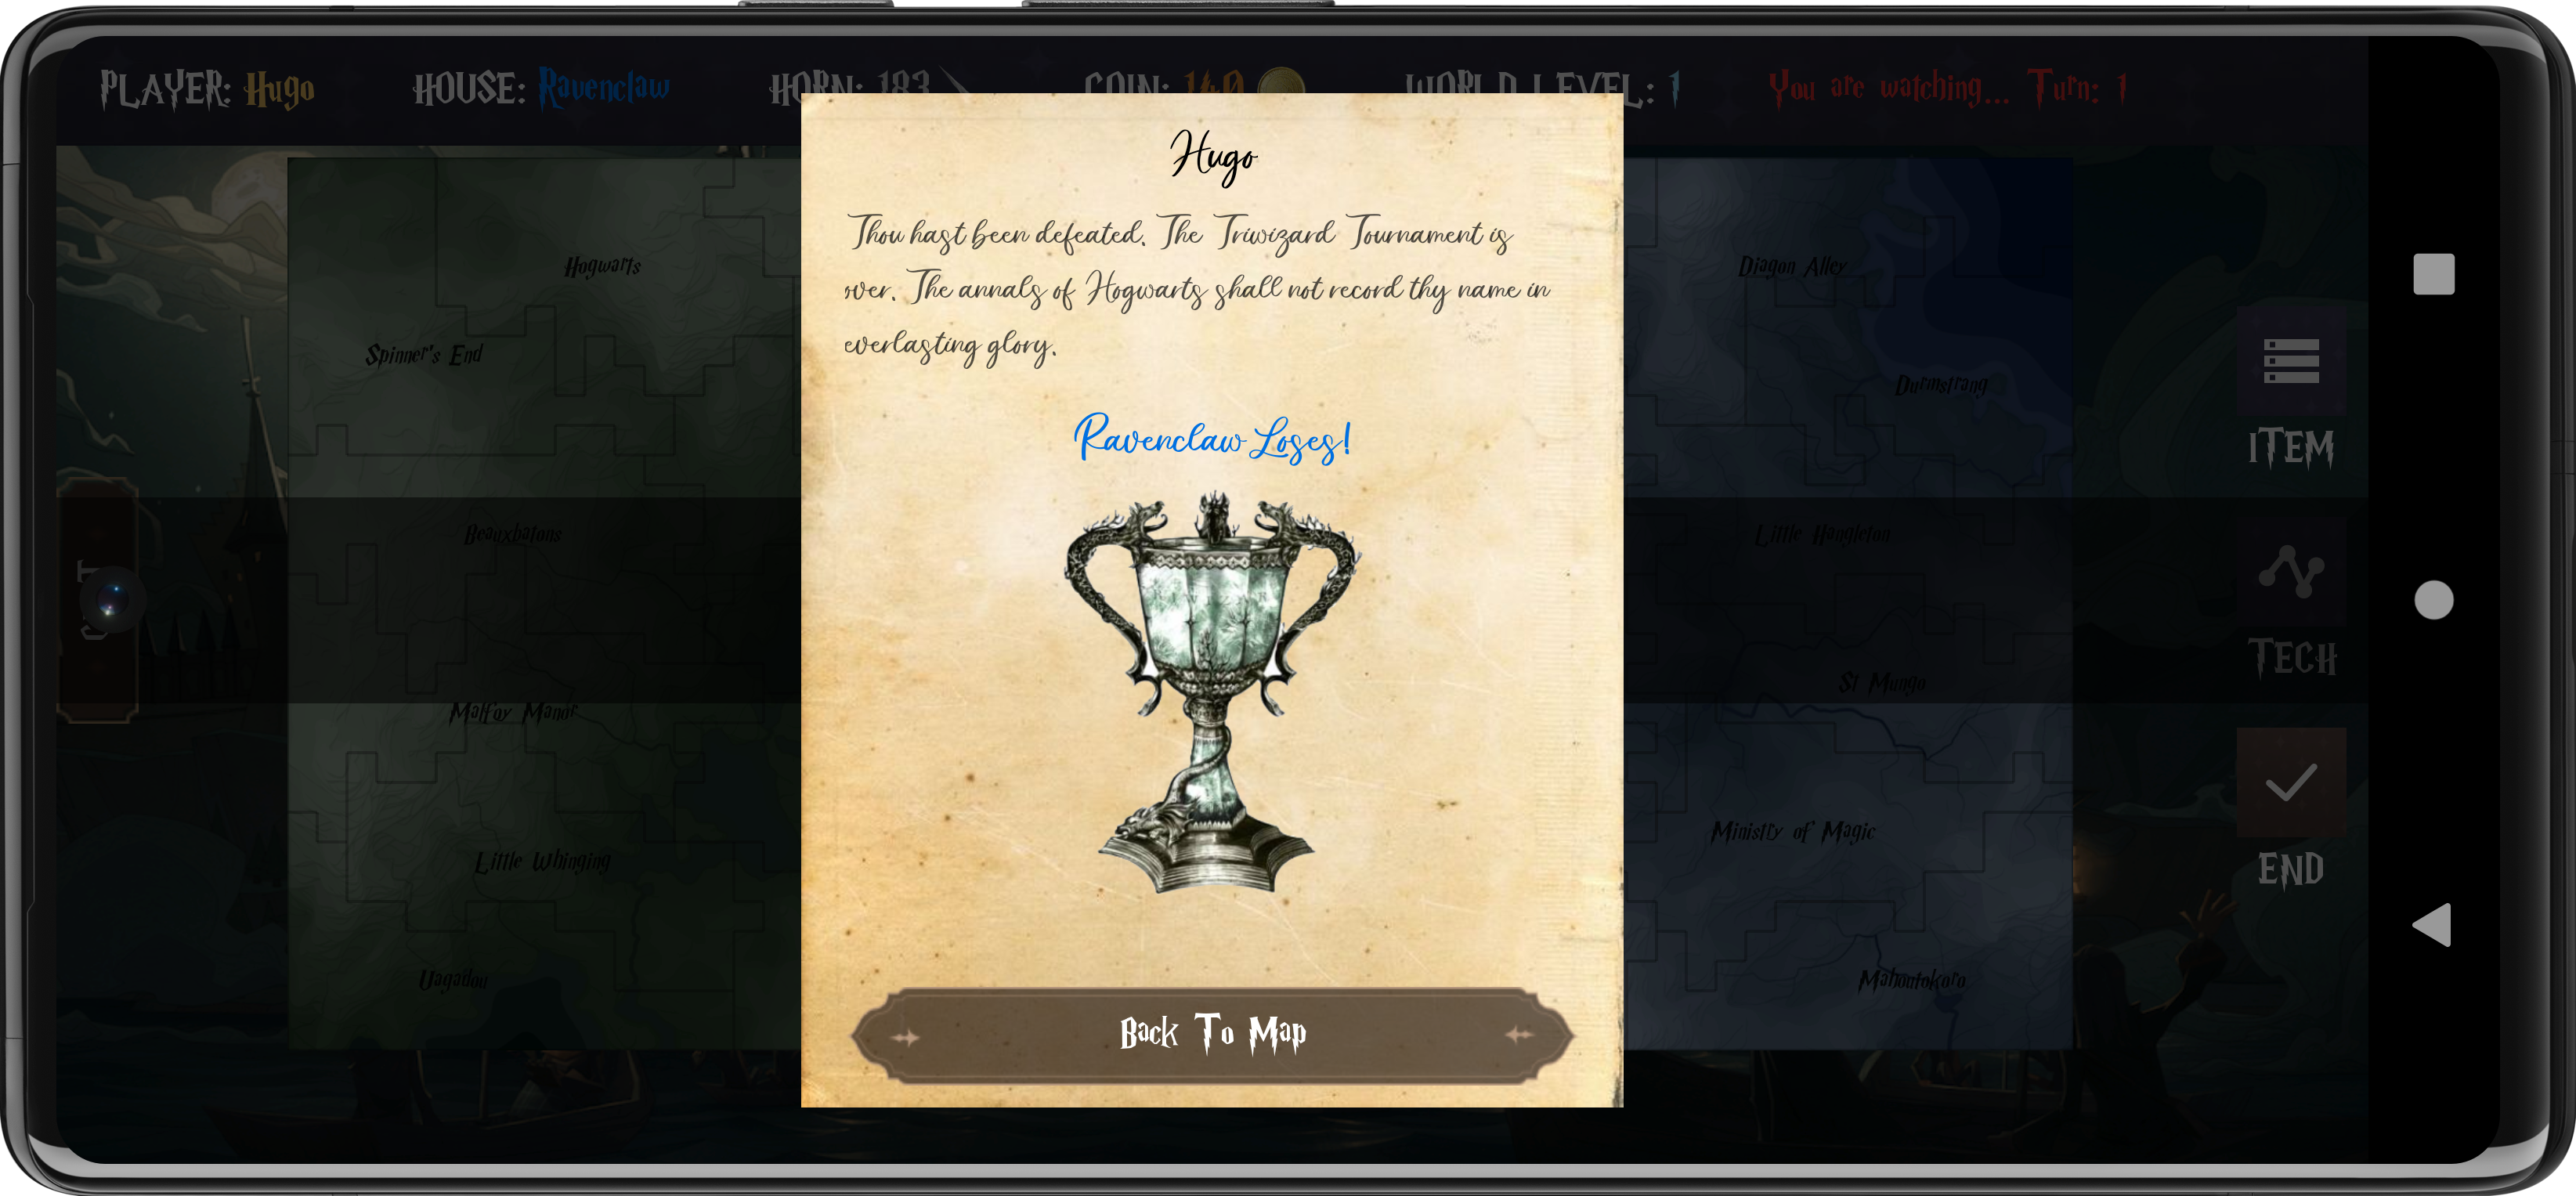 PLAYER: Hugo
HOUSE: Ravenclaw
HORN: 183
COIN: 140
WORLD LEVEL: 1
You are watching... Turn: 1
Hugo
Thou hast been defeated. The Triwizard Tournament is
over. The annals of Hogwarts shall not record thy name in
everlasting glory.
Ravenclaw Loses!
Back To Map
Hogwarts
Spinner's End
Beauxbatons
Malfoy Manor
Little Whinging
Uagadou
Diagon Alley
Durmstrang
Little Hangleton
St Mungo
Ministry of Magic
Mahoutokoro
ITEM
TECH
END